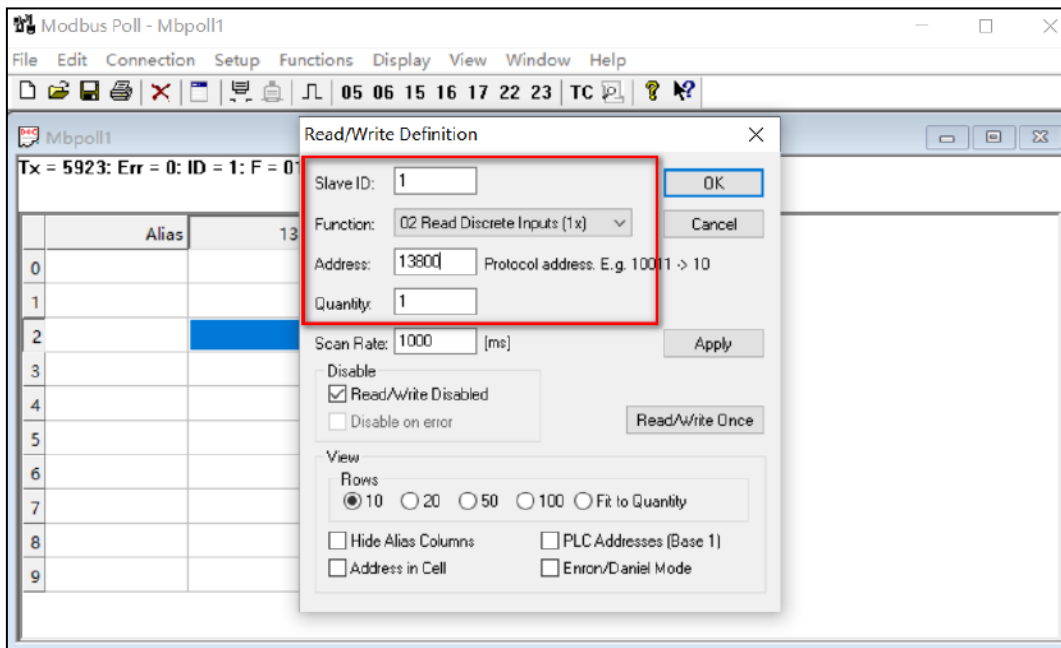 Modbus Poll - Mbpoll1
File Edit Connection Setup Functions Display View Window Help
05 06 15 16 17 22 23 TC
Mbpoll1
Tx = 5923: Err = 0: ID = 1: F = 01
Alias 13
0
1
2
3
4
5
6
7
8
9
Read/Write Definition
Slave ID: 1 OK
Function: 02 Read Discrete Inputs (1x) Cancel
Address: 13800 Protocol address. E.g. 10011 -> 10
Quantity: 1
Scan Rate: 1000 [ms] Apply
Disable
Read/Write Disabled
Disable on error Read/Write Once
View
Rows
10 20 50 100 Fit to Quantity
Hide Alias Columns PLC Addresses (Base 1)
Address in Cell Enron/Daniel Mode